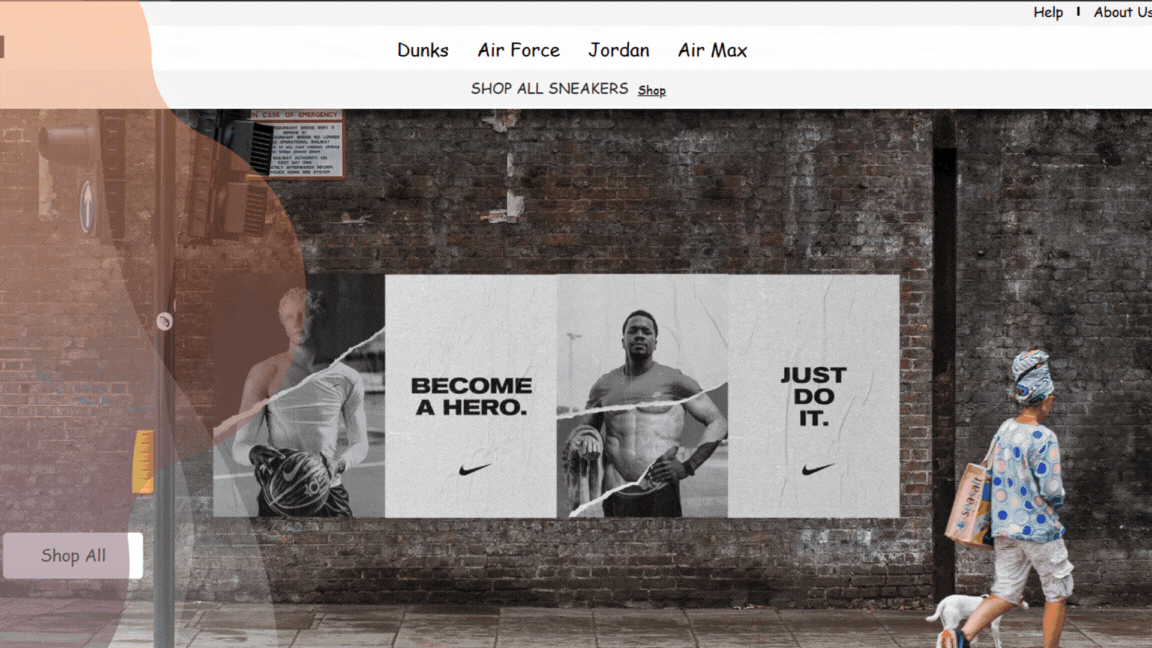 Help
About Us
Dunks Air Force Jordan Air Max
SHOP ALL SNEAKERS Shop
IN CASE OF EMERGENCY
BECOME
A HERO.
JUST
DO
IT.
Shop All